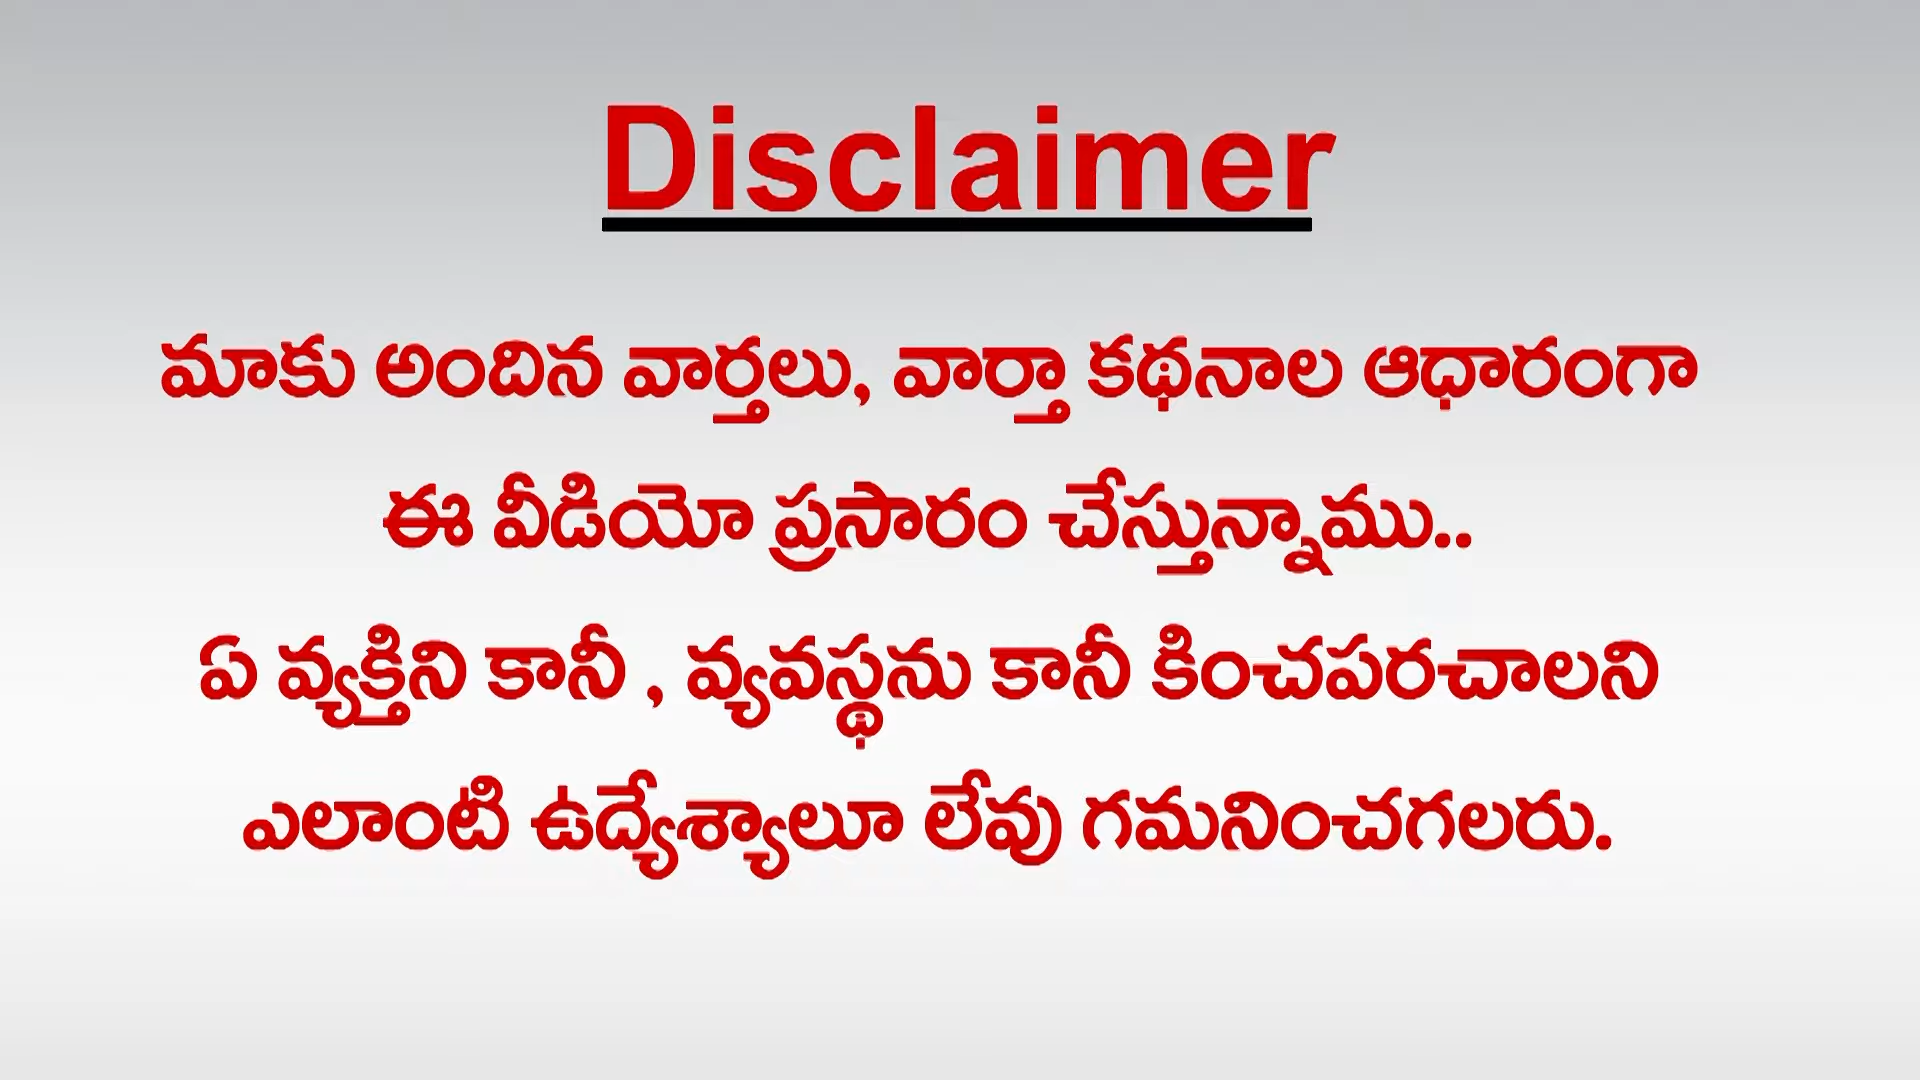 Disclaimer
మాకు అందిన వార్తలు, వార్తా కథనాల ఆధారంగా
ఈ వీడియో ప్రసారం చేస్తున్నాము..
ఏ వ్యక్తిని కానీ , వ్యవస్థను కానీ కించపరచాలని
ఎలాంటి ఉద్యేశ్యాలూ లేవు గమనించగలరు.